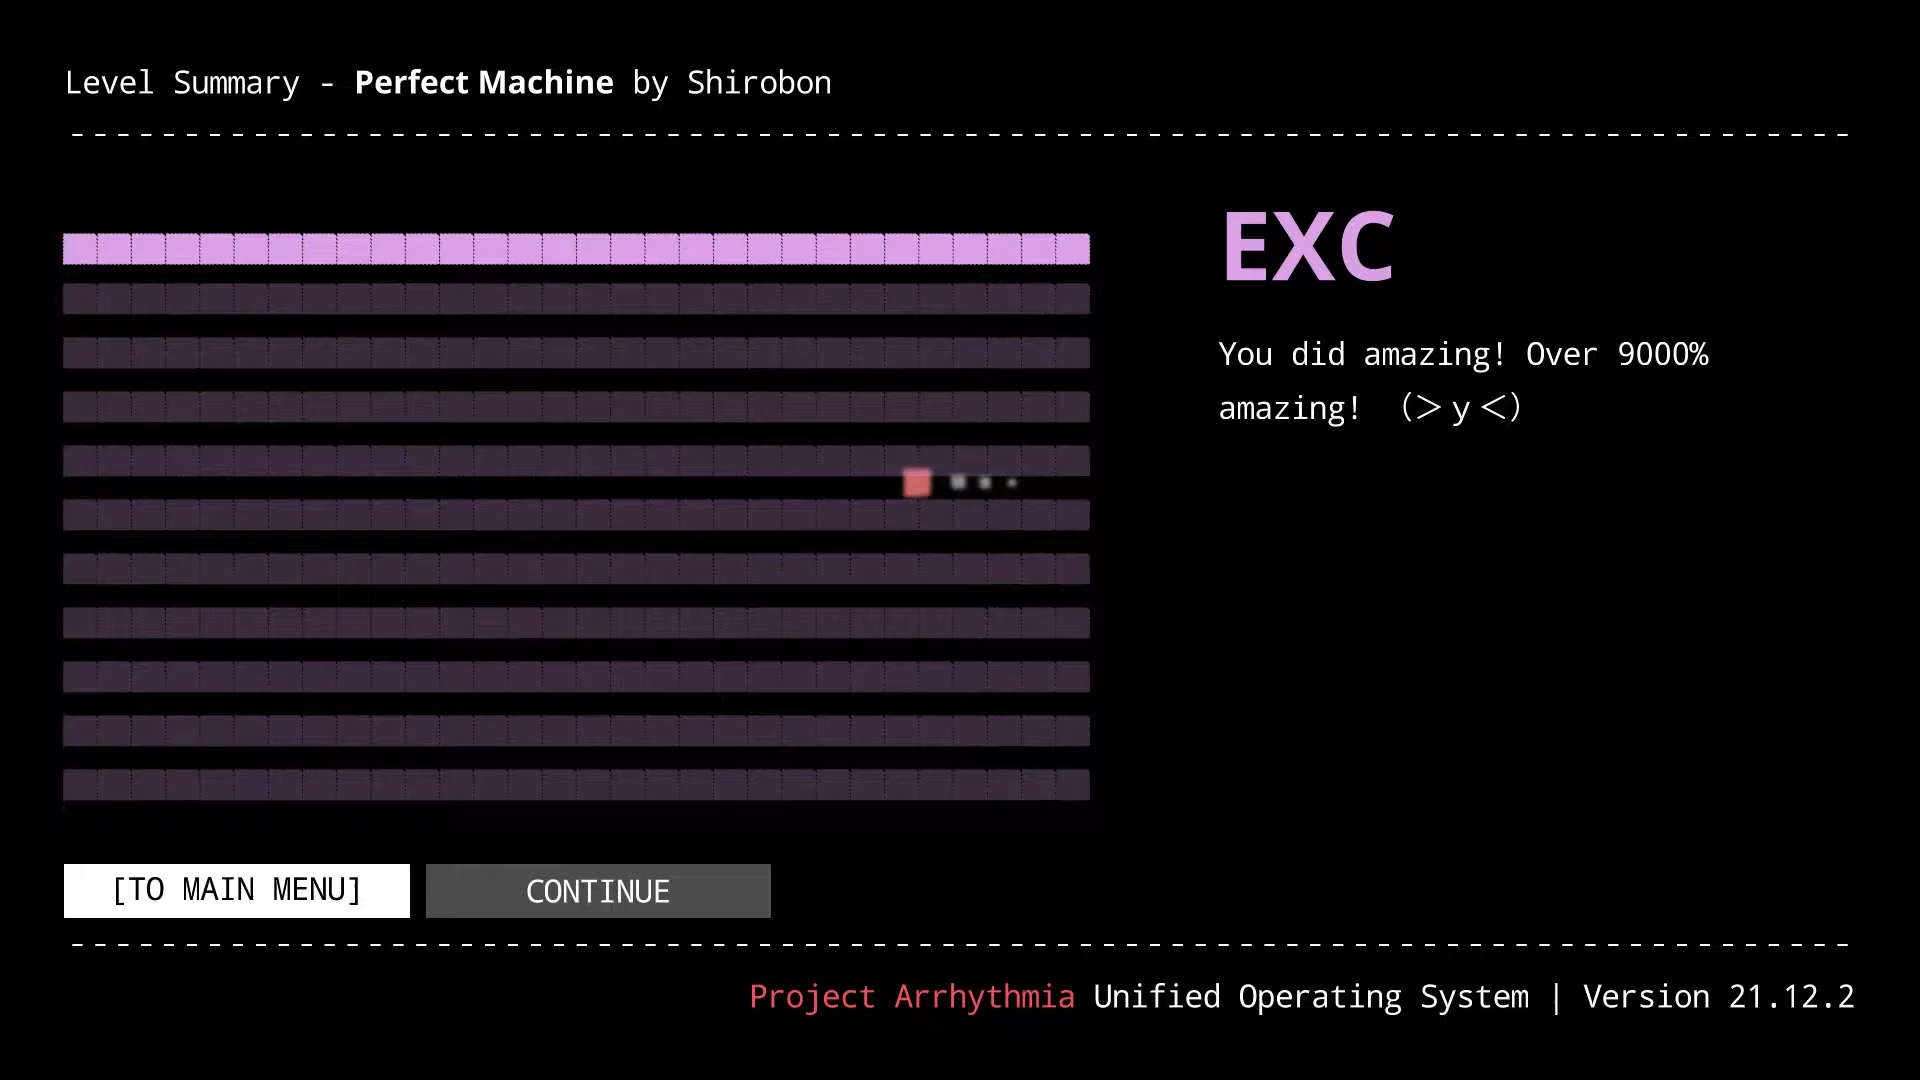 Level Summary - Perfect Machine by Shirobon
EXC
You did amazing! Over 9000%
amazing! （＞y＜）
[TO MAIN MENU] CONTINUE
Project Arrhythmia Unified Operating System | Version 21.12.2